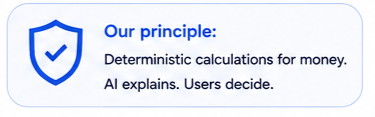 Our principle:
Deterministic calculations for money.
AI explains. Users decide.